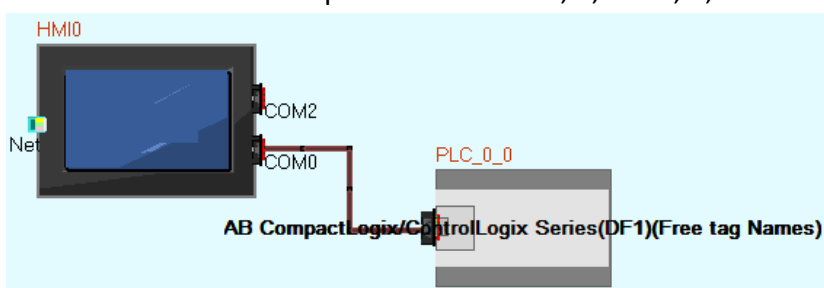 HMI0
COM2
Net
COM0
PLC_0_0
AB CompactLogix/ControlLogix Series(DF1)(Free tag Names)